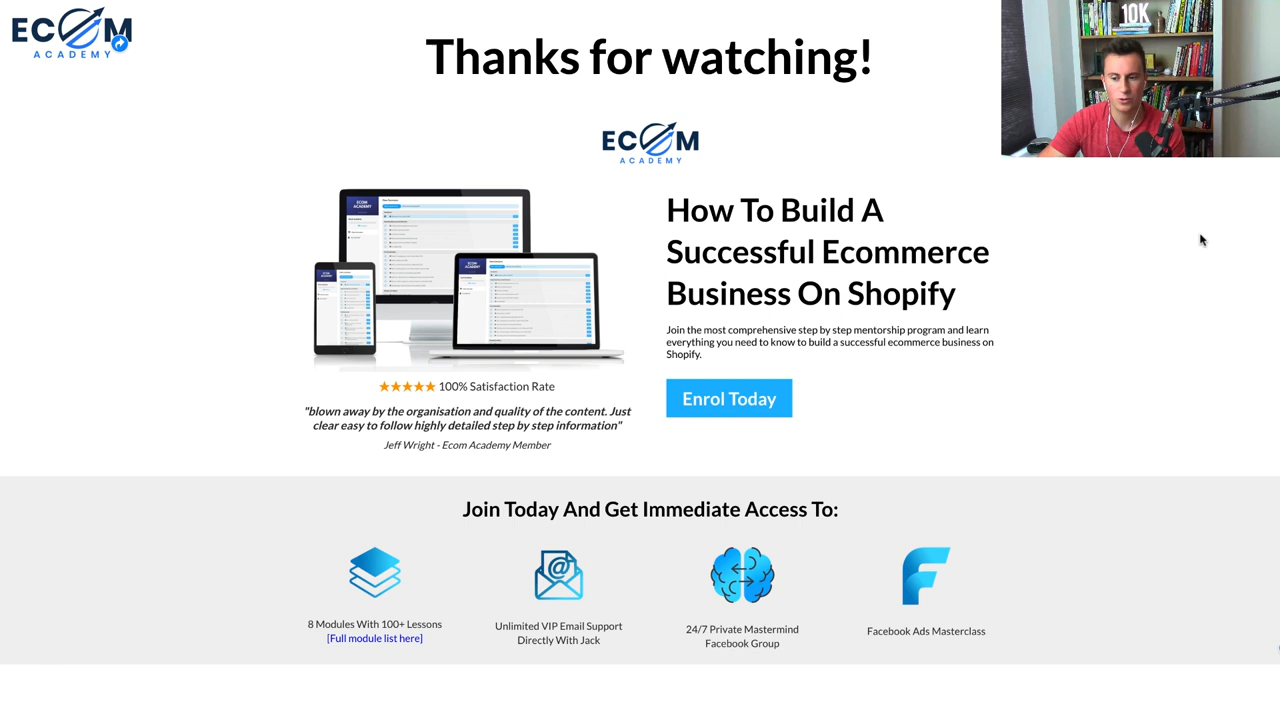 ECOM
ACADEMY
Thanks for watching!
10K
ECOM
ACADEMY
ECOM
ACADEMY
How To Build A
Successful Ecommerce
Business On Shopify
Join the most comprehensive step by step mentorship program and learn
everything you need to know to build a successful ecommerce business on
Shopify.
Enrol Today
100% Satisfaction Rate
"blown away by the organisation and quality of the content. Just
clear easy to follow highly detailed step by step information"
Jeff Wright - Ecom Academy Member
Join Today And Get Immediate Access To:
8 Modules With 100+ Lessons
[Full module list here]
Unlimited VIP Email Support
Directly With Jack
24/7 Private Mastermind
Facebook Group
Facebook Ads Masterclass